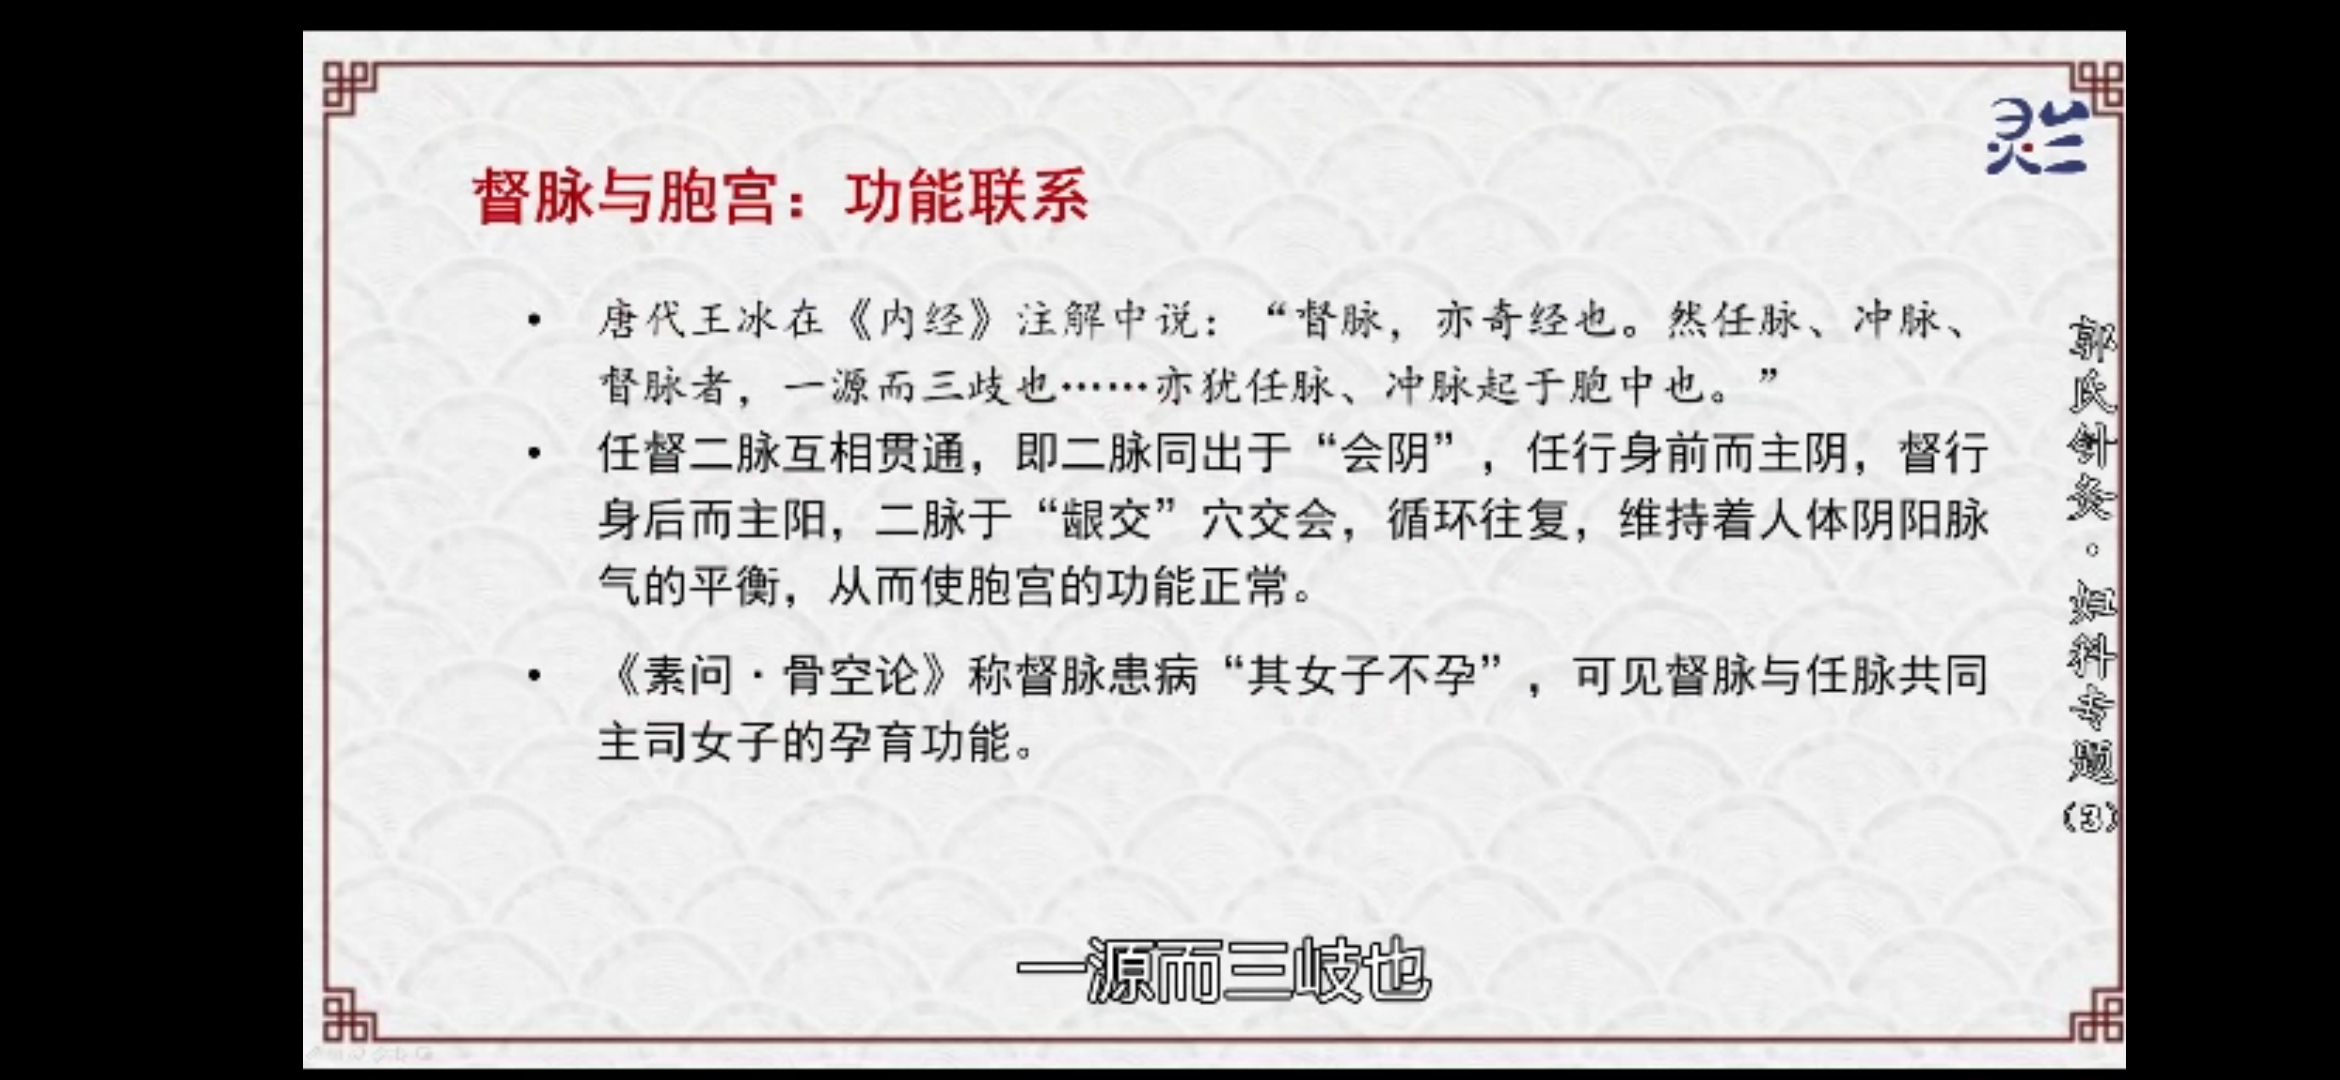 灵兰
督脉与胞宫：功能联系
• 唐代王冰在《内经》注解中说：“督脉，亦奇经也。然任脉、冲脉、
督脉者，一源而三歧也……亦犹任脉、冲脉起于胞中也。”
• 任督二脉互相贯通，即二脉同出于“会阴”，任行身前而主阴，督行
身后而主阳，二脉于“龈交”穴交会，循环往复，维持着人体阴阳脉
气的平衡，从而使胞宫的功能正常。
• 《素问·骨空论》称督脉患病“其女子不孕”，可见督脉与任脉共同
主司女子的孕育功能。
郭氏针灸·妇科专题(3)
一源而三歧也